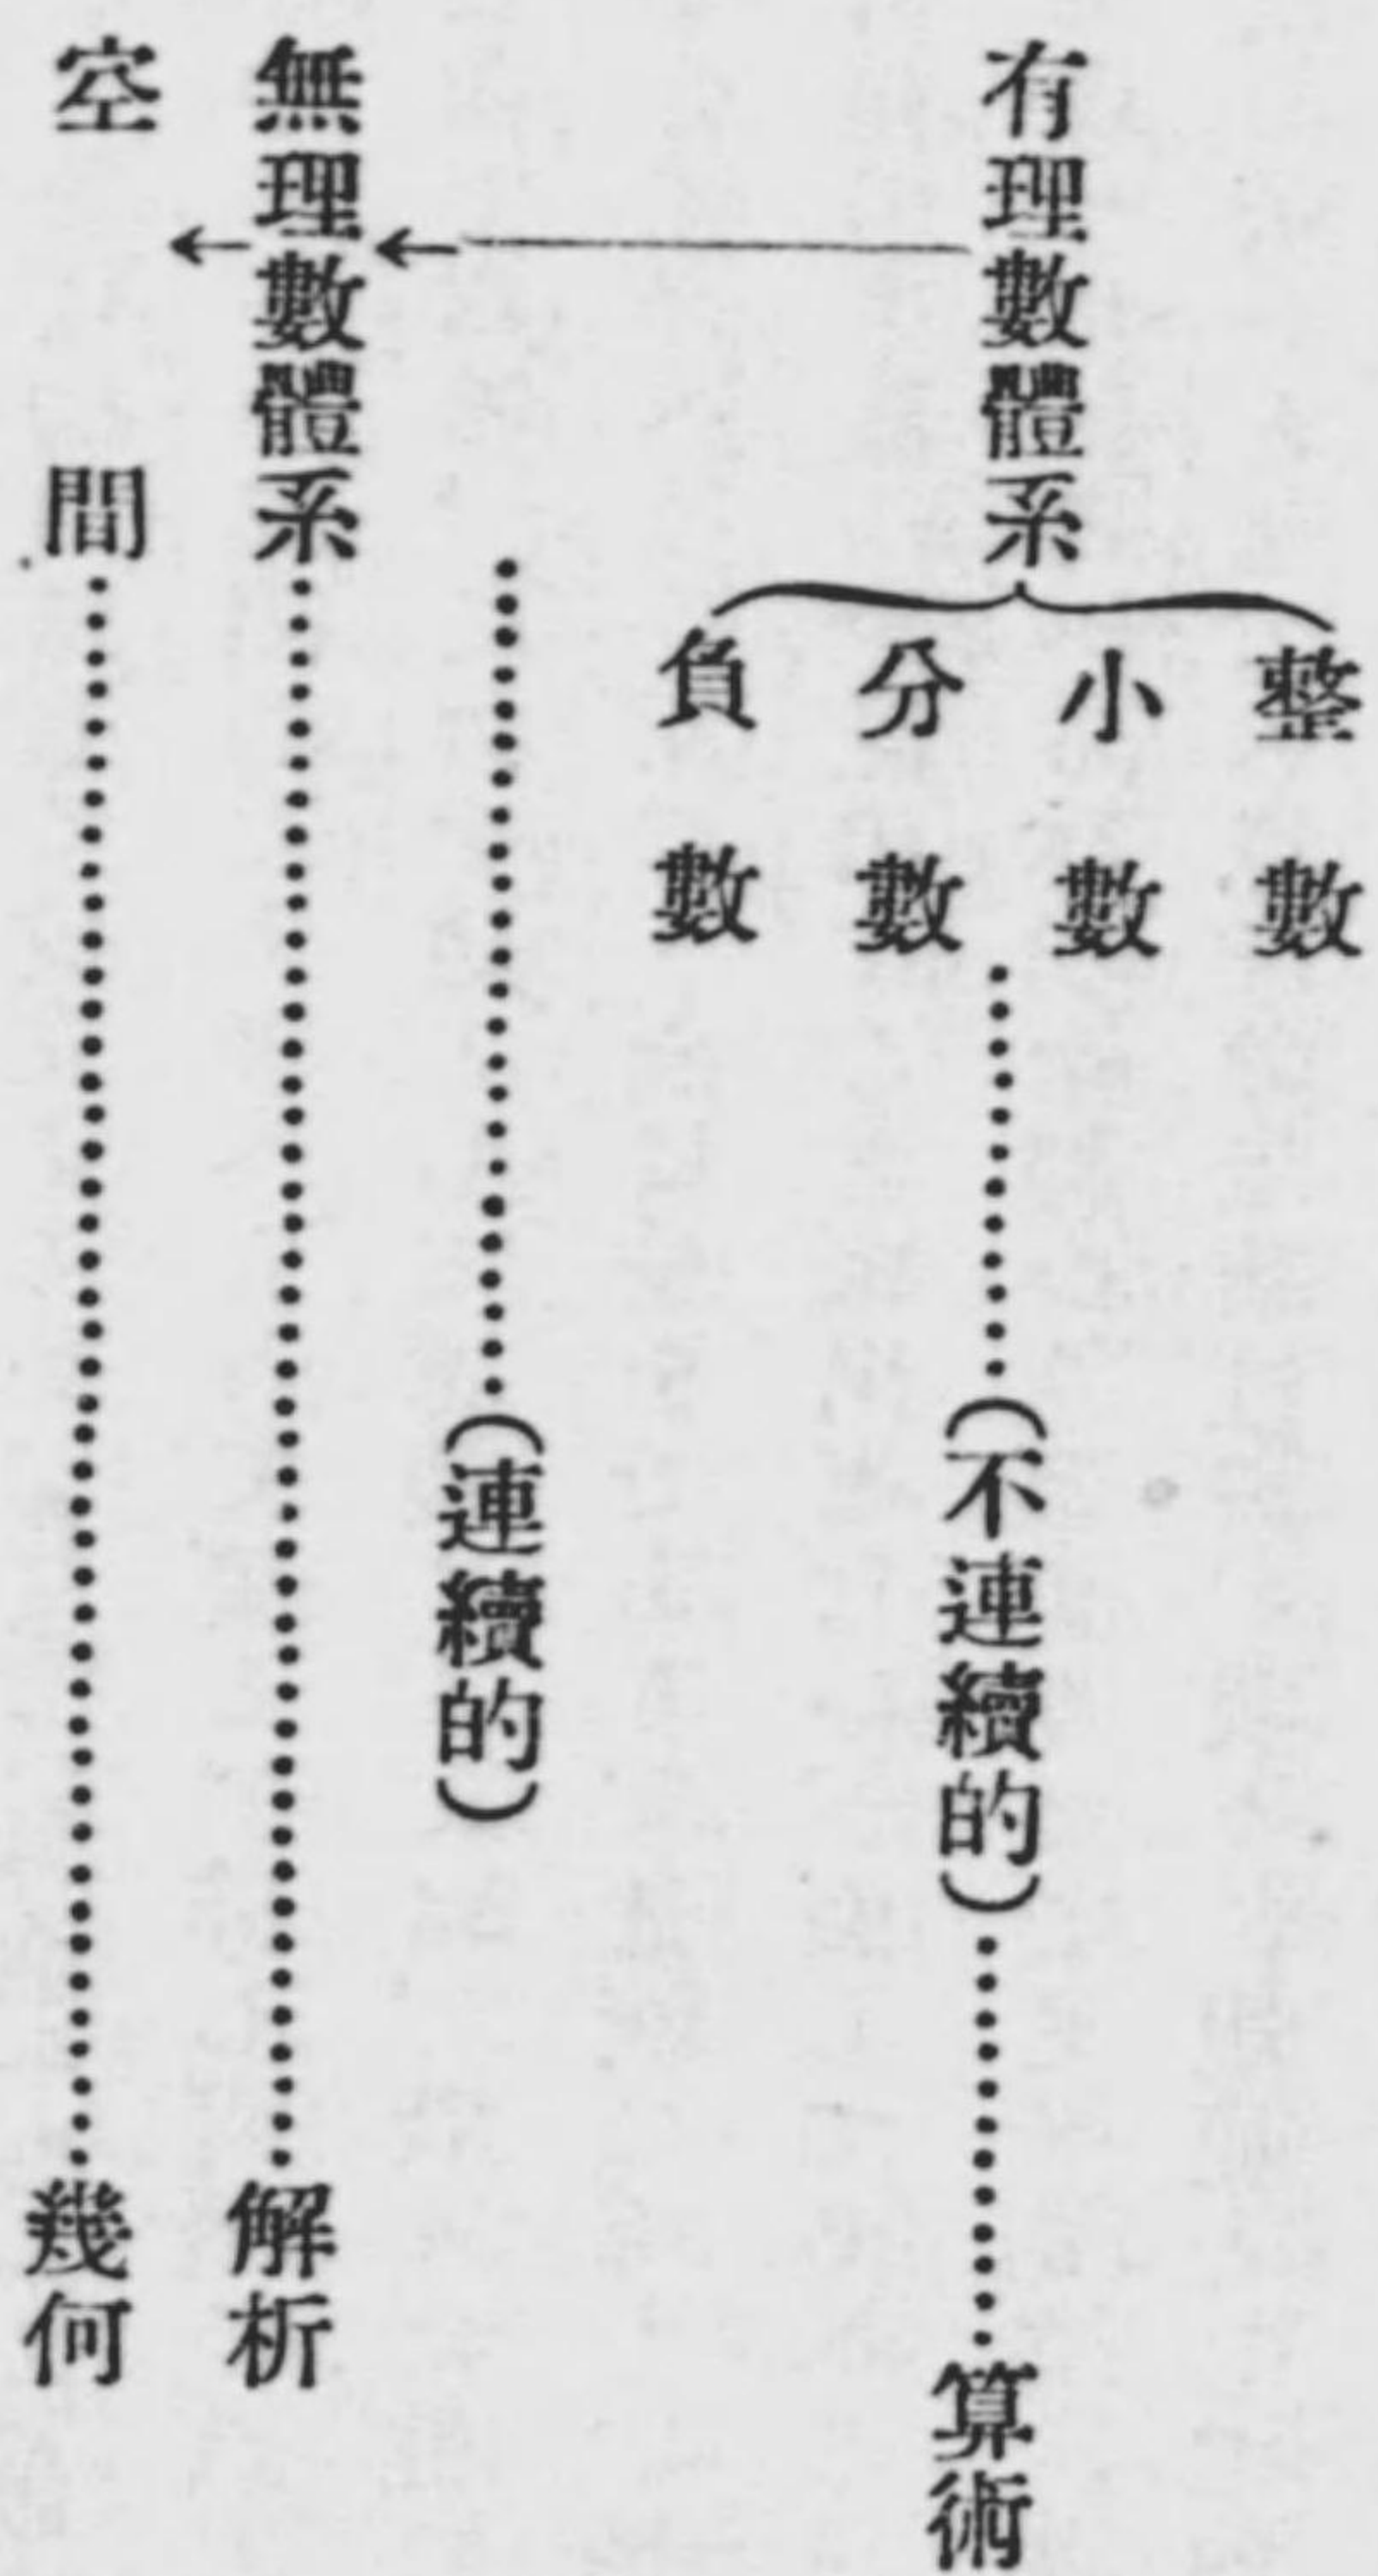 有理數體系
整數
小數
分數
負數
(不連續的)
算術
(連續的)
無理數體系
解析
空間
幾何